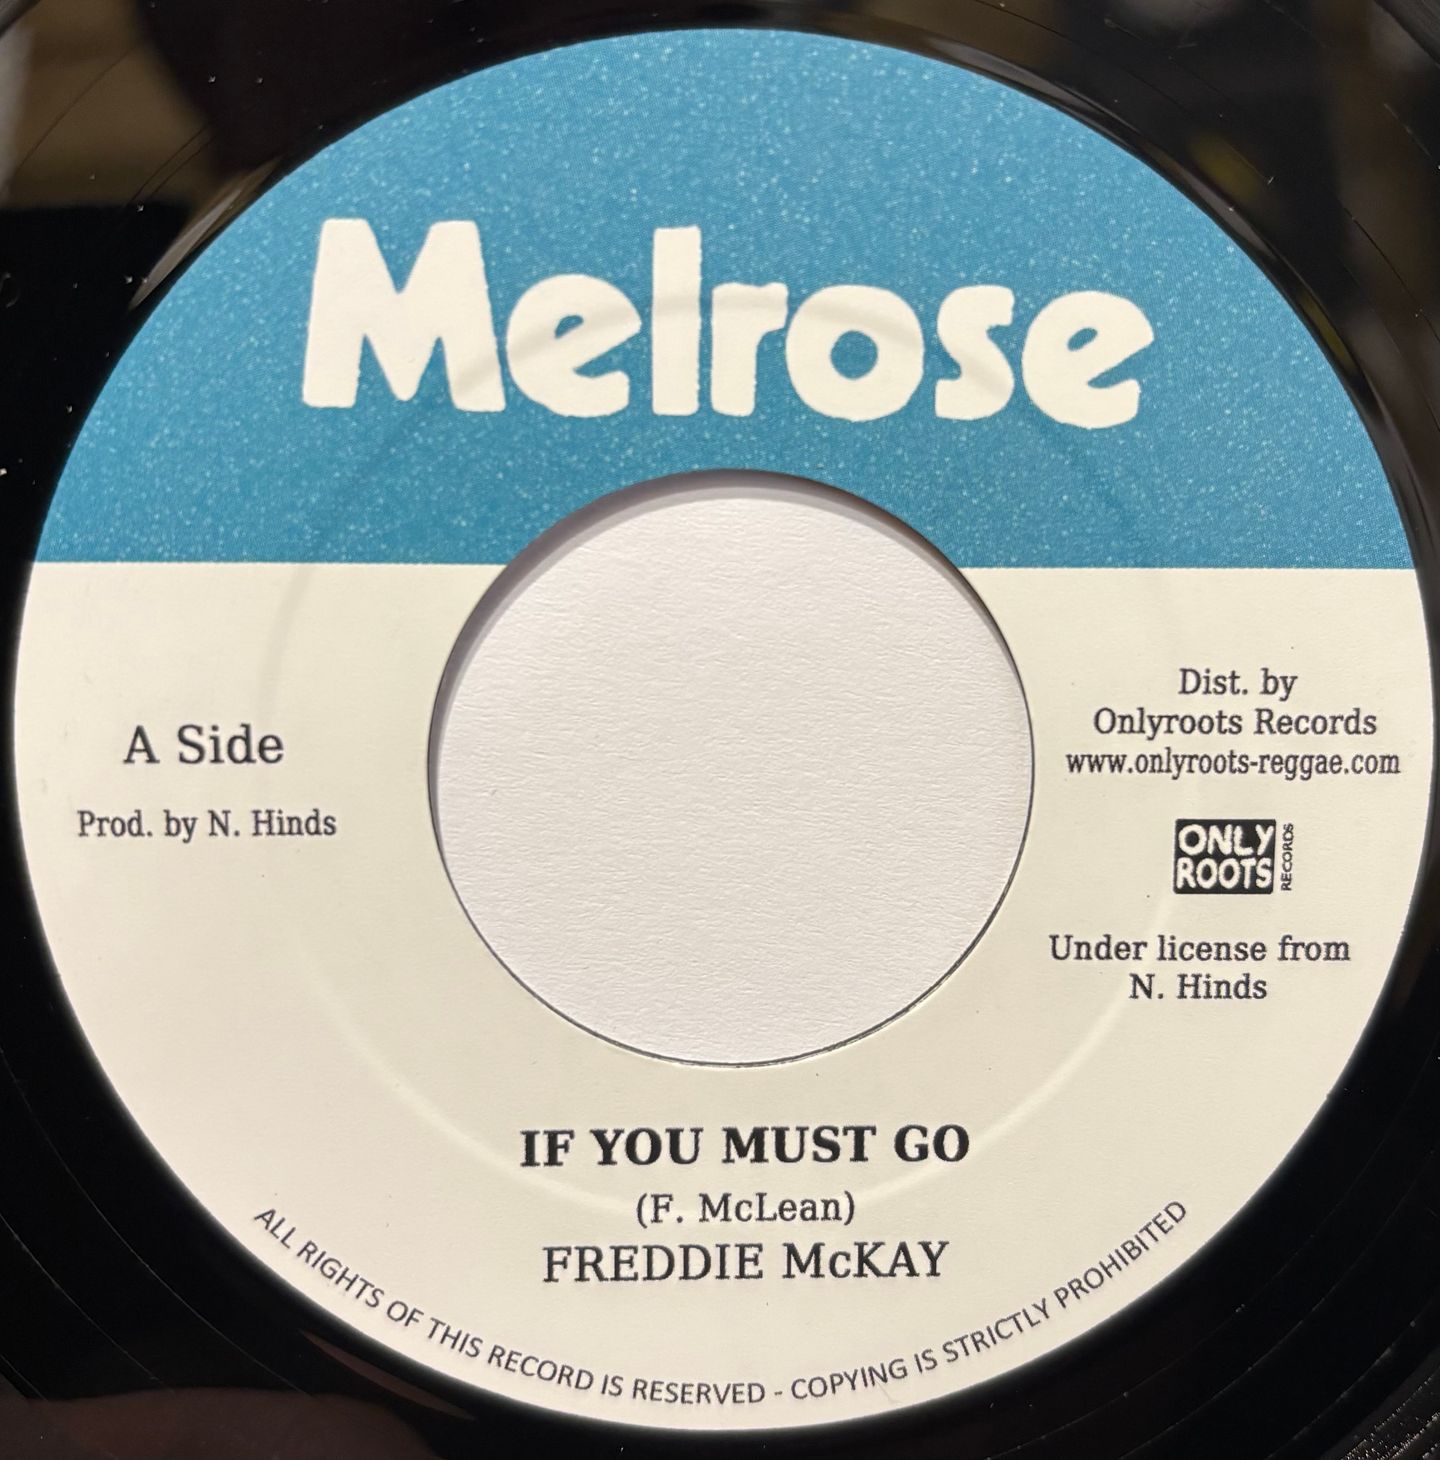 Melrose
A Side
Prod. by N. Hinds
Dist. by
Onlyroots Records
www.onlyroots-reggae.com
ONLY
ROOTS
RECORDS
Under license from
N. Hinds
IF YOU MUST GO
(F. McLean)
FREDDIE McKAY
ALL RIGHTS OF THIS RECORD IS RESERVED - COPYING IS STRICTLY PROHIBITED